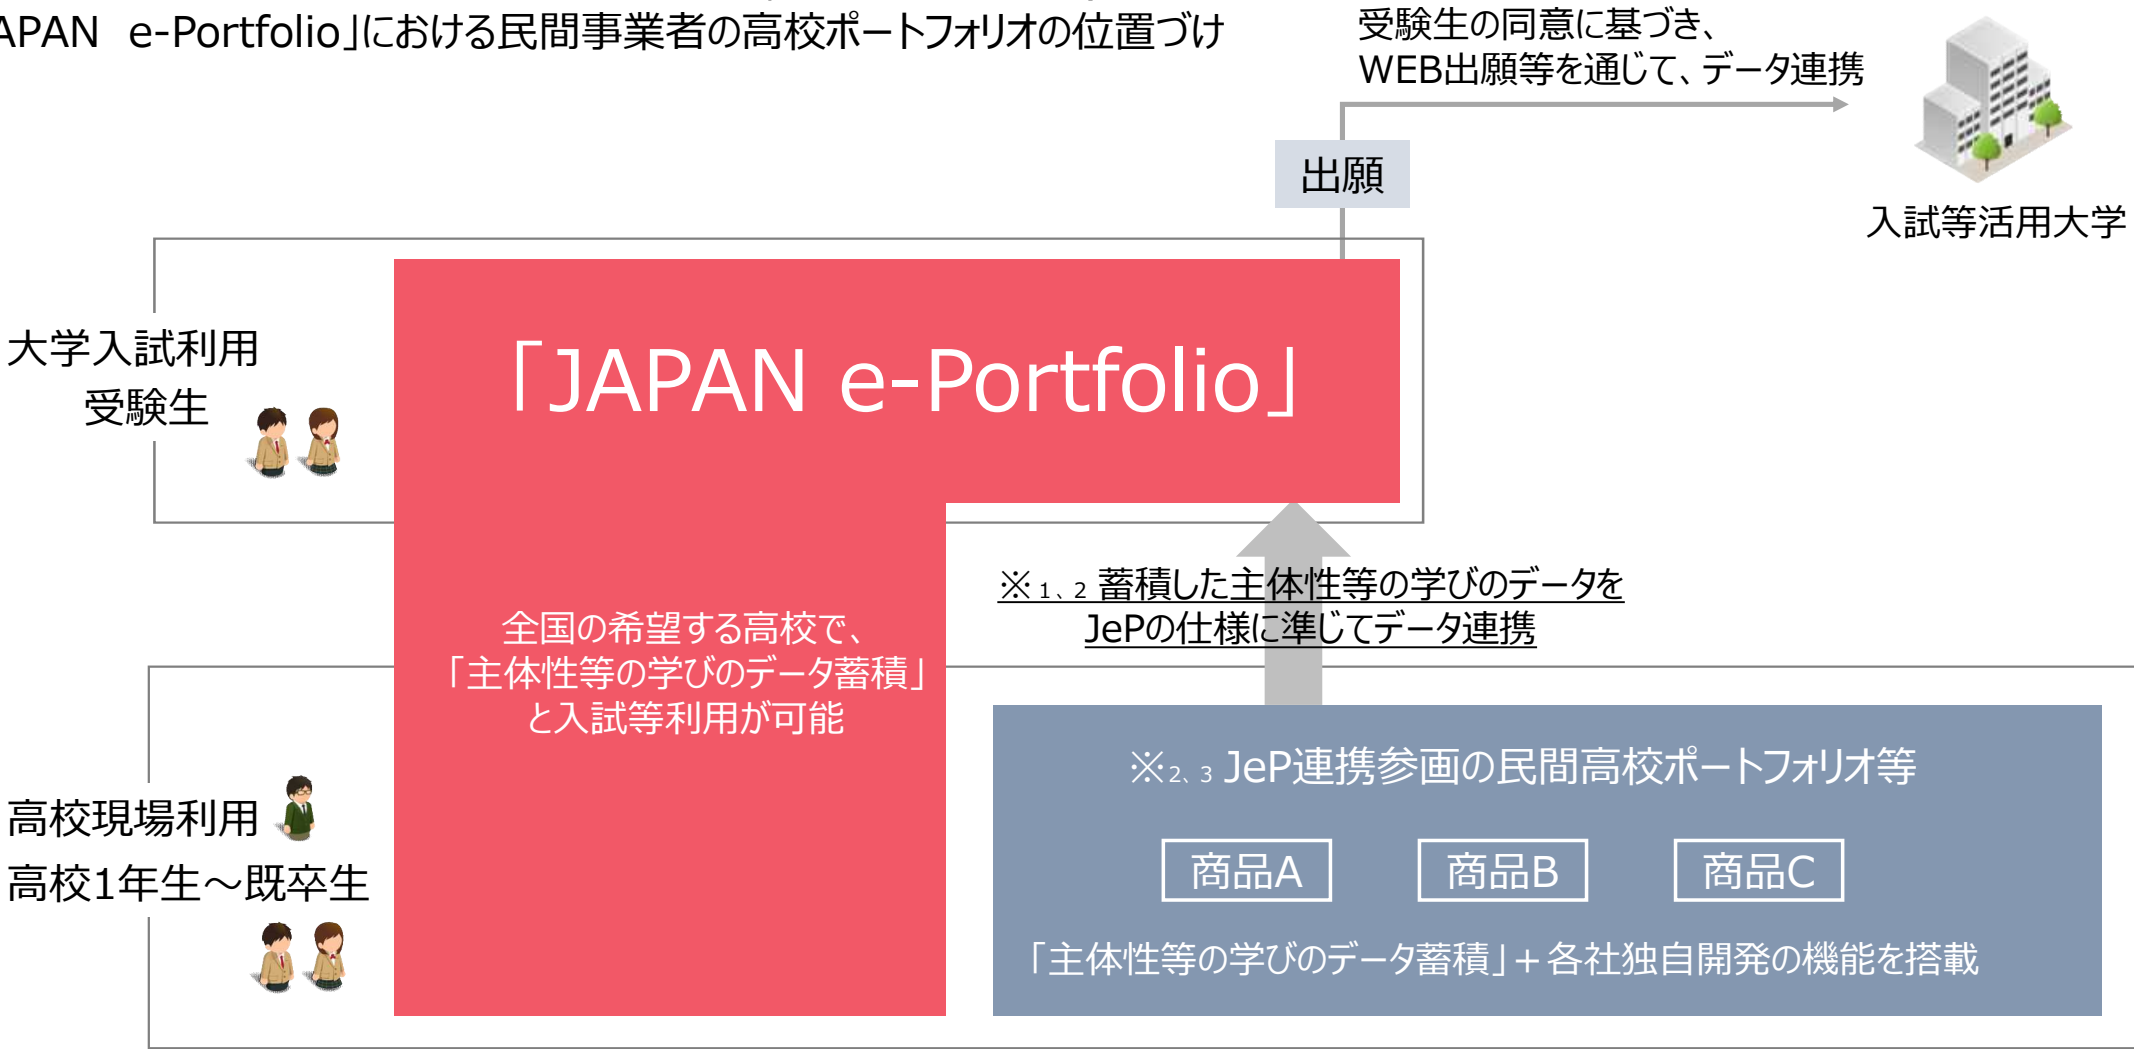 APAN e-Portfolio」における民間事業者の高校ポートフォリオの位置づけ
受験生の同意に基づき、
WEB出願等を通じて、データ連携
出願
入試等活用大学
大学入試利用
受験生
「JAPAN e-Portfolio」
全国の希望する高校で、
「主体性等の学びのデータ蓄積」
と入試等利用が可能
※1、2 蓄積した主体性等の学びのデータを
JePの仕様に準じてデータ連携
高校現場利用
高校1年生～既卒生
※2、3 JeP連携参画の民間高校ポートフォリオ等
商品A
商品B
商品C
「主体性等の学びのデータ蓄積」+各社独自開発の機能を搭載